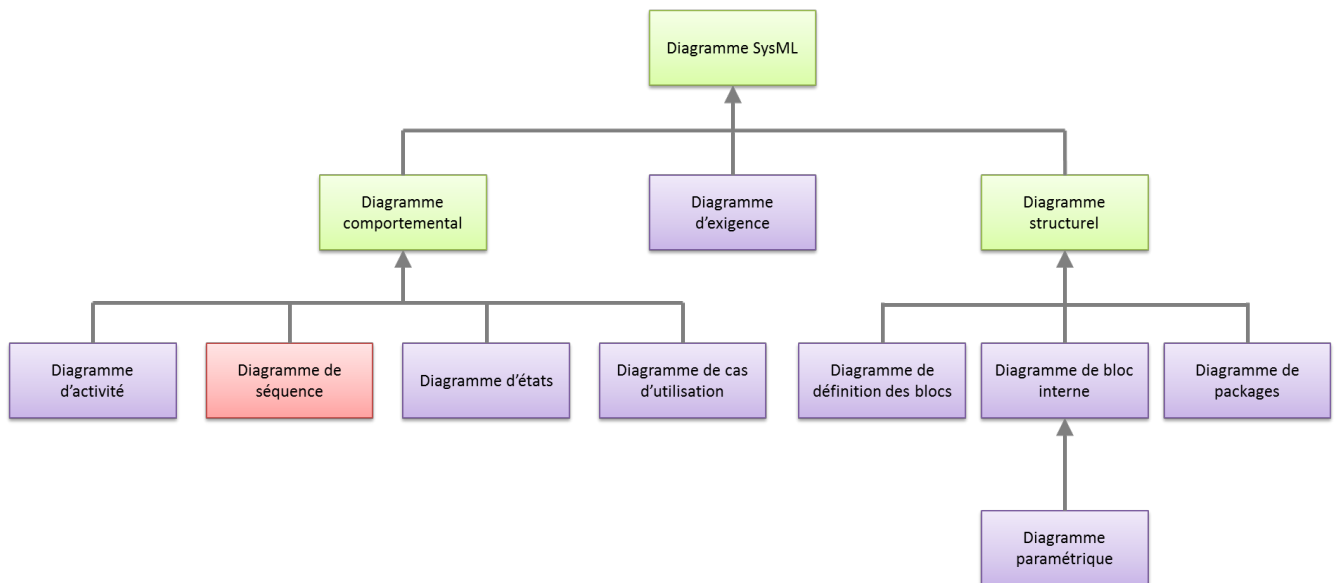 Diagramme SysML
Diagramme
comportemental
Diagramme
d'exigence
Diagramme
structurel
Diagramme
d'activité
Diagramme de
séquence
Diagramme d'états
Diagramme de cas
d'utilisation
Diagramme de
définition des blocs
Diagramme de bloc
interne
Diagramme de
packages
Diagramme
paramétrique